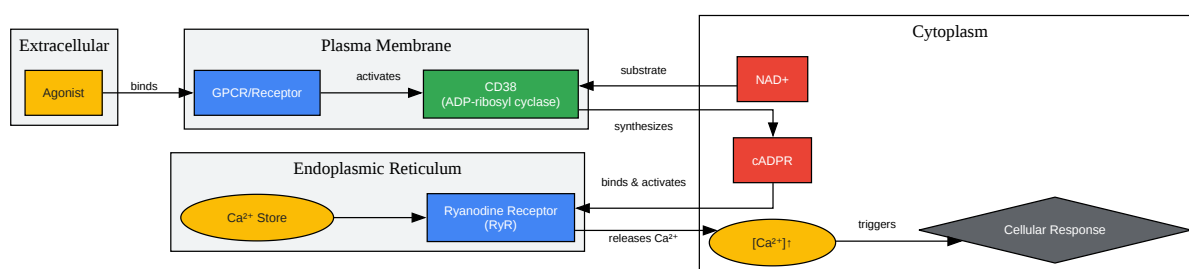 Extracellular
Plasma Membrane
Cytoplasm
Agonist
binds
GPCR/Receptor
activates
CD38
(ADP-ribosyl cyclase)
substrate
NAD+
synthesizes
cADPR
Endoplasmic Reticulum
binds & activates
Ca²⁺ Store
Ryanodine Receptor
(RyR)
releases Ca²⁺
[Ca²⁺]↑
triggers
Cellular Response